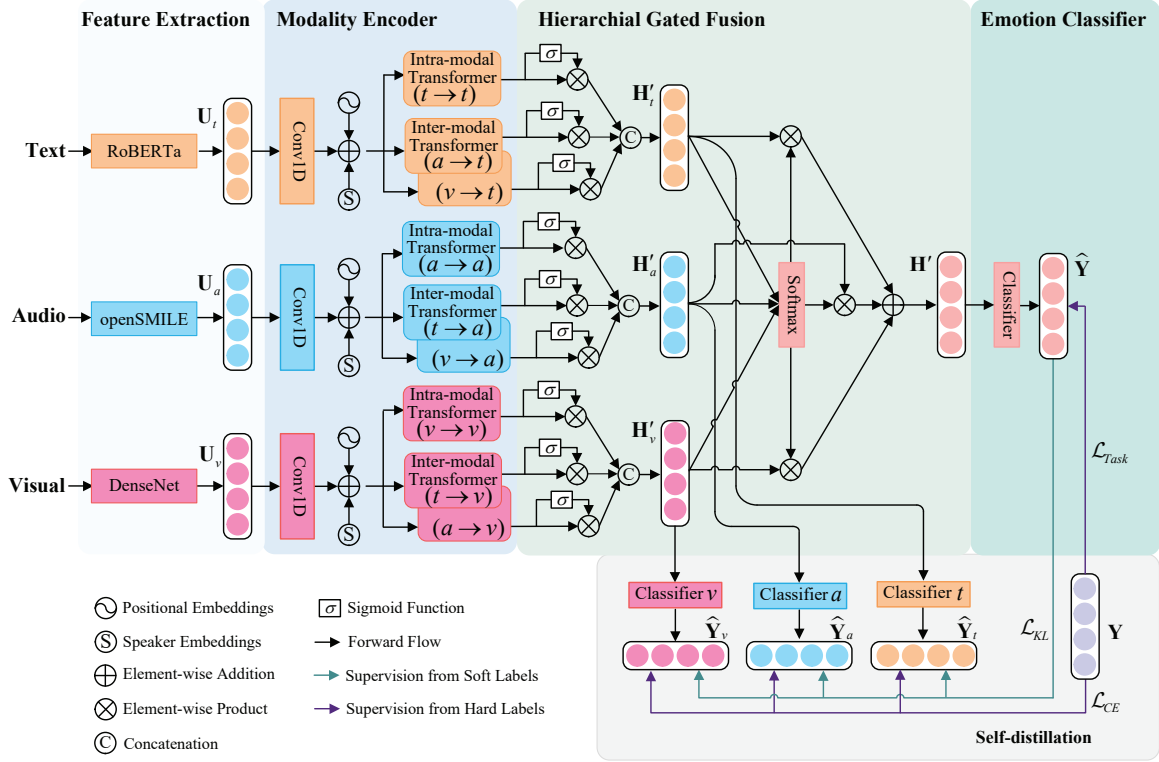 Feature Extraction
Modality Encoder
Hierarchial Gated Fusion
Emotion Classifier
Text
RoBERTa
U_t
Conv1D
S
Intra-modal
Transformer
(t → t)
Inter-modal
Transformer
(a → t)
(v → t)
σ
σ
σ
C
H'_t
Audio
openSMILE
U_a
Conv1D
S
Intra-modal
Transformer
(a → a)
Inter-modal
Transformer
(t → a)
(v → a)
σ
σ
σ
C
H'_a
Softmax
H'
Classifier
Ŷ
Visual
DenseNet
U_v
Conv1D
S
Intra-modal
Transformer
(v → v)
Inter-modal
Transformer
(t → v)
(a → v)
σ
σ
σ
C
H'_v
L_Task
Classifier v
Classifier a
Classifier t
Ŷ_v
Ŷ_a
Ŷ_t
L_KL
Y
L_CE
Self-distillation
Positional Embeddings
S Speaker Embeddings
Element-wise Addition
Element-wise Product
C Concatenation
σ Sigmoid Function
Forward Flow
Supervision from Soft Labels
Supervision from Hard Labels